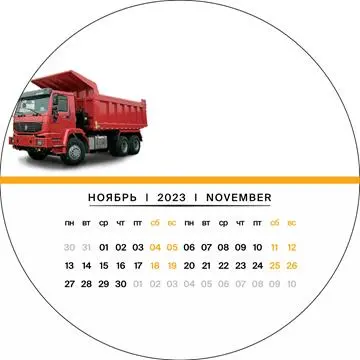 НОЯБРЬ I 2023 I NOVEMBER
пн вт ср чт пт сб вс пн вт ср чт пт сб вс
30 31 01 02 03 04 05 06 07 08 09 10 11 12
13 14 15 16 17 18 19 20 21 22 23 24 25 26
27 28 29 30 01 02 03 04 05 06 07 08 09 10